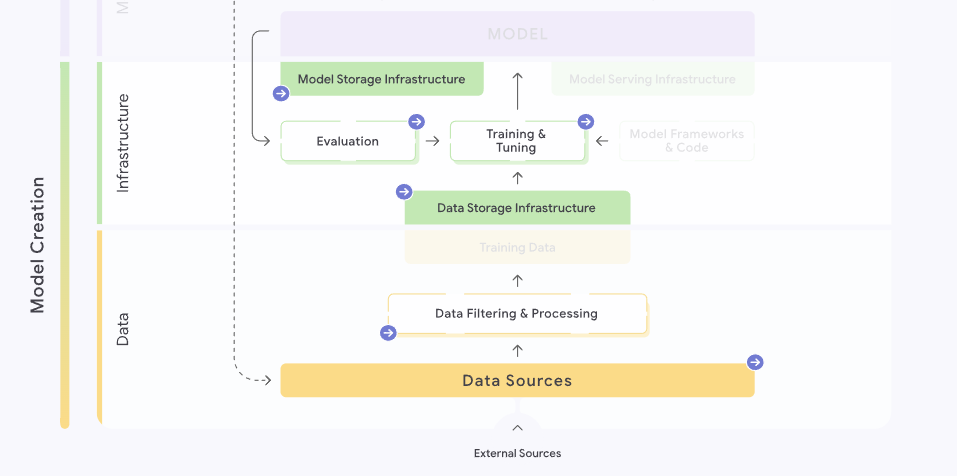 M
MODEL
Model Storage Infrastructure
Model Serving Infrastructure
Evaluation
Training &
Tuning
Model Frameworks
& Code
Data Storage Infrastructure
Training Data
Data Filtering & Processing
Data Sources
External Sources
Model Creation
Infrastructure
Data